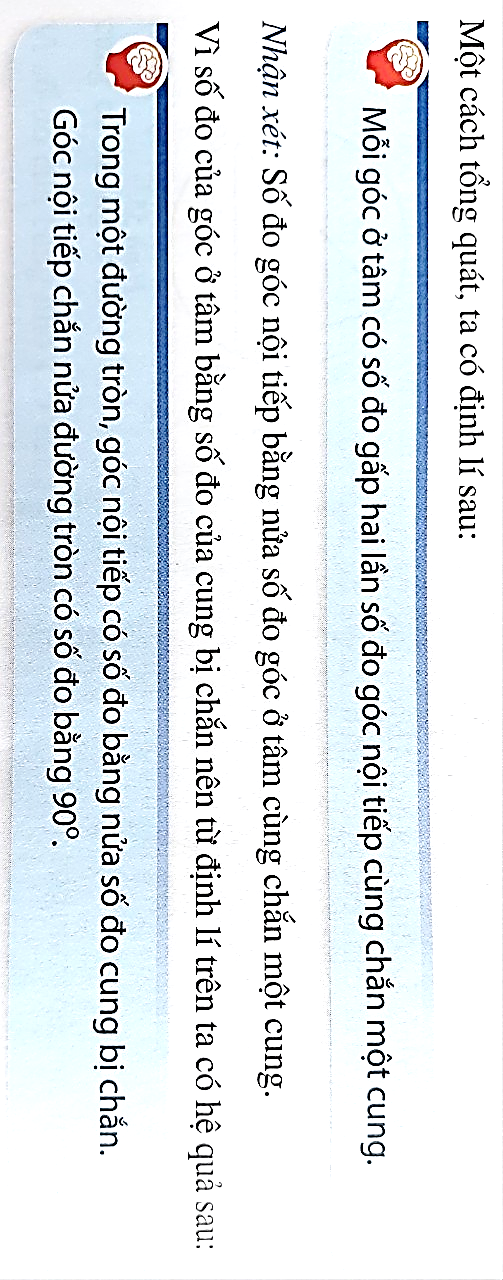 Một cách tổng quát, ta có định lí sau:
Mỗi góc ở tâm có số đo gấp hai lần số đo góc nội tiếp cùng chắn một cung.
Nhận xét: Số đo góc nội tiếp bằng nửa số đo góc ở tâm cùng chắn một cung.
Vì số đo của góc ở tâm bằng số đo của cung bị chắn nên từ định lí trên ta có hệ quả sau:
Trong một đường tròn, góc nội tiếp có số đo bằng nửa số đo cung bị chắn.
Góc nội tiếp chắn nửa đường tròn có số đo bằng 90°.